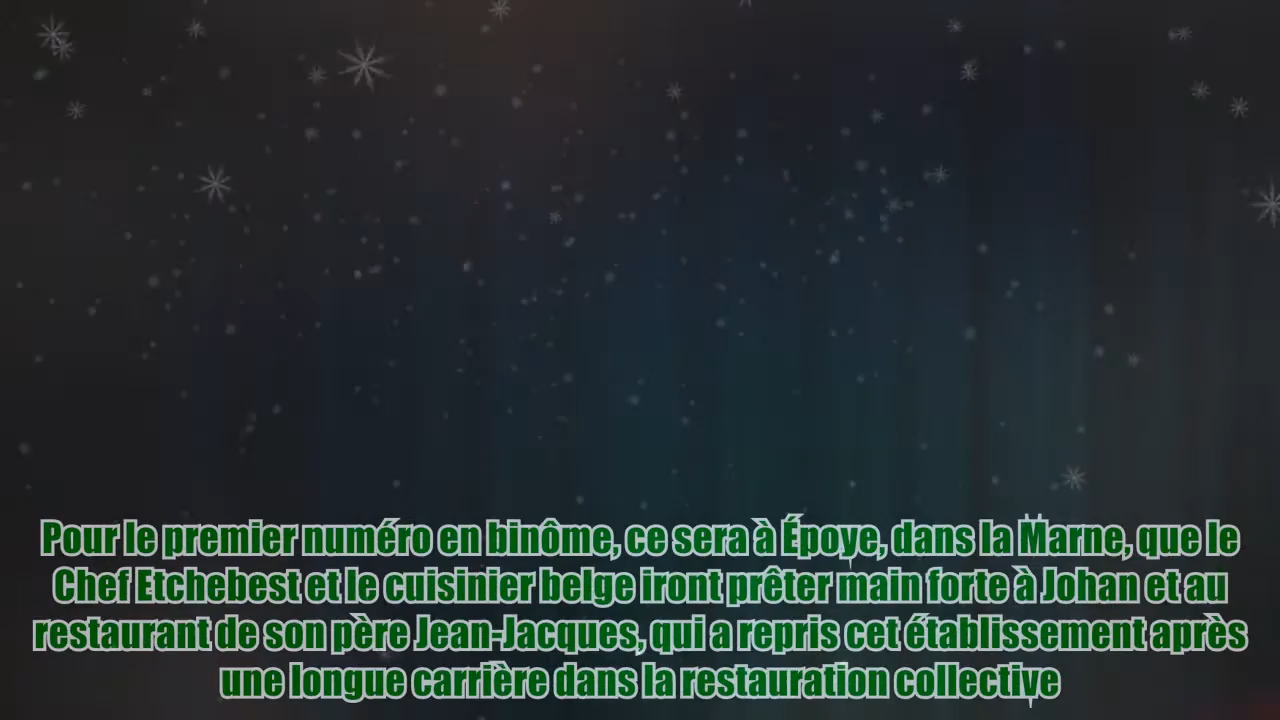 Pour le premier numéro en binôme, ce sera à Époye, dans la Marne, que le
Chef Etchebest et le cuisinier belge iront prêter main forte à Johan et au
restaurant de son père Jean-Jacques, qui a repris cet établissement après
une longue carrière dans la restauration collective